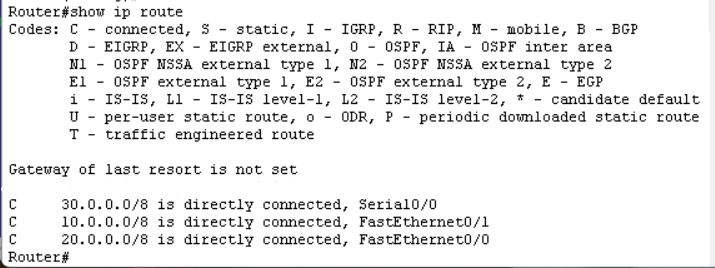 Router#show ip route
Codes: C - connected, S - static, I - IGRP, R - RIP, M - mobile, B - BGP
       D - EIGRP, EX - EIGRP external, O - OSPF, IA - OSPF inter area
       N1 - OSPF NSSA external type 1, N2 - OSPF NSSA external type 2
       E1 - OSPF external type 1, E2 - OSPF external type 2, E - EGP
       i - IS-IS, L1 - IS-IS level-1, L2 - IS-IS level-2, * - candidate default
       U - per-user static route, o - ODR, P - periodic downloaded static route
       T - traffic engineered route
Gateway of last resort is not set
C      30.0.0.0/8 is directly connected, Serial0/0
C      10.0.0.0/8 is directly connected, FastEthernet0/1
C      20.0.0.0/8 is directly connected, FastEthernet0/0
Router#